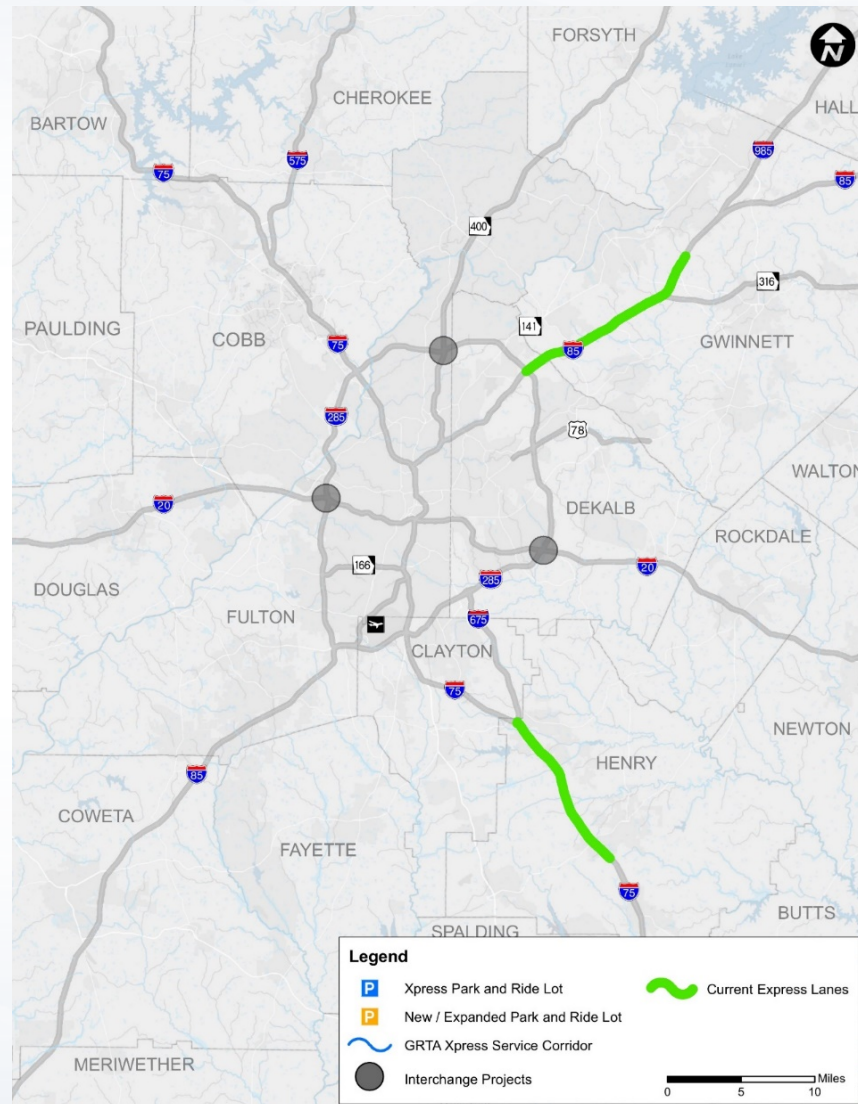 FORSYTH
N
CHEROKEE
HALL
BARTOW
985
575
75
85
400
316
141
PAULDING
COBB
75
85
GWINNETT
285
78
WALTON
20
DEKALB
ROCKDALE
166
285
20
DOUGLAS
FULTON
675
CLAYTON
75
NEWTON
HENRY
85
COWETA
FAYETTE
75
BUTTS
SPALDING
Legend
P Xpress Park and Ride Lot
Current Express Lanes
P New / Expanded Park and Ride Lot
GRTA Xpress Service Corridor
MERIWETHER
Interchange Projects
Miles
0 5 10